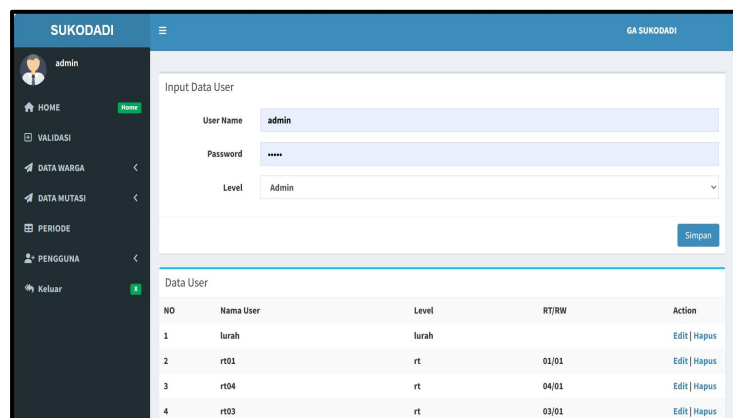 SUKODADI
GA SUKODADI
admin
HOME Home
VALIDASI
DATA WARGA
DATA MUTASI
PERIODE
PENGGUNA
Keluar X
Input Data User
User Name admin
Password •••••
Level Admin
Simpan
Data User
NO Nama User Level RT/RW Action
1 lurah lurah Edit | Hapus
2 rt01 rt 01/01 Edit | Hapus
3 rt04 rt 04/01 Edit | Hapus
4 rt03 rt 03/01 Edit | Hapus